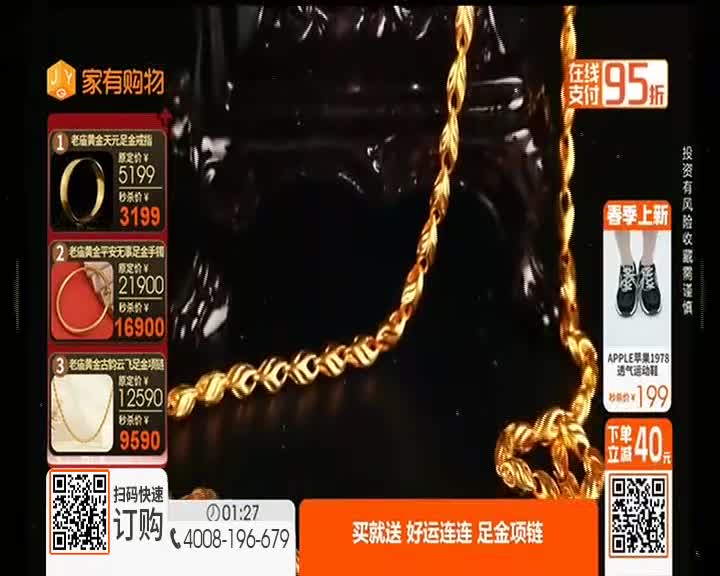 JYG
家有购物
在线
支付
95折
1 老庙黄金天元足金戒指
原定价¥
5199
秒杀价¥
3199
2 老庙黄金平安无事足金手镯
原定价¥
21900
秒杀价¥
16900
3 老庙黄金古韵云飞足金项链
原定价¥
12590
秒杀价¥
9590
扫码快速
订购
01:27
4008-196-679
买就送 好运连连 足金项链
投资有风险收藏需谨慎
春季上新
APPLE苹果1978
透气运动鞋
秒杀价¥199
下单
立减40元